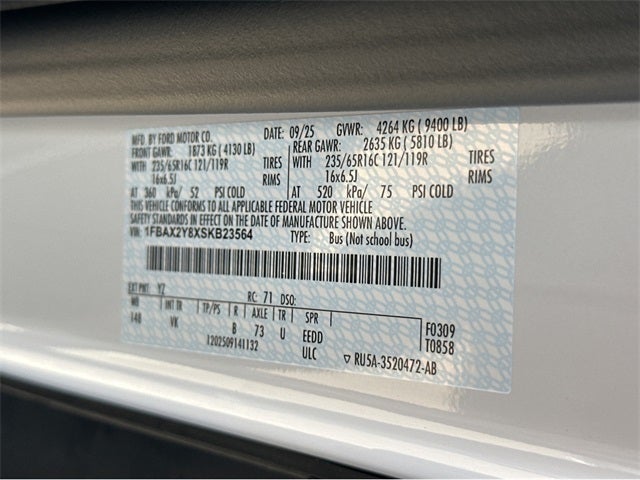 MFD. BY FORD MOTOR CO.
09/25 GVWR: 4264 KG ( 9400 LB)
FRONT GAWR: 1873 KG ( 4130 LB)
REAR GAWR: 2635 KG ( 5810 LB)
WITH 235/65R16C 121/119R TIRES
WITH 235/65R16C 121/119R TIRES
16x6.5J RIMS
16x6.5J RIMS
AT 360 kPa/ 52 PSI COLD
AT 520 kPa/ 75 PSI COLD
THIS VEHICLE CONFORMS TO ALL APPLICABLE FEDERAL MOTOR VEHICLE
SAFETY STANDARDS IN EFFECT ON THE DATE OF MANUFACTURE SHOWN ABOVE.
VIN: 1FBAX2Y8XSKB23564 TYPE: Bus (Not school bus)
EXT PNT: YZ RC: 71 DSO:
WB INT TR TP/PS R AXLE TR SPR
148 VK B 73 U EEDD
ULC
1202509141132
F0309
T0858
▽ RU5A-3520472-AB